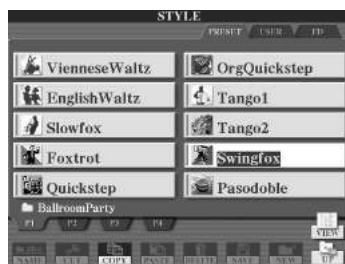 STYLE
PRESET USER FD
VienneseWaltz OrgQuickstep
EnglishWaltz Tango1
Slowfox Tango2
Foxtrot Swingfox
Quickstep Pasodoble
BallroomParty
P1 P2 P3 P4
VIEW
NAME CUT COPY PASTE DELETE SAVE NEW UP